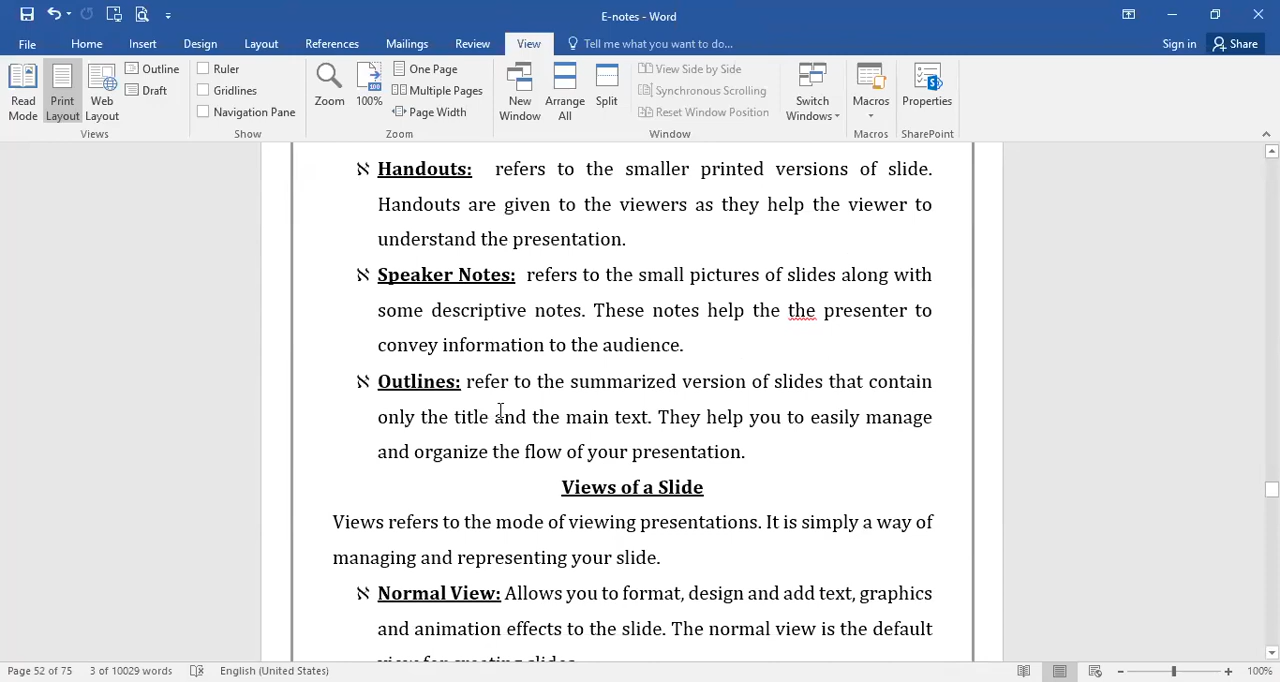 E-notes - Word
File Home Insert Design Layout References Mailings Review View Tell me what you want to do... Sign in Share
Read Mode
Print Layout
Web Layout
Outline
Draft
Views
Ruler
Gridlines
Navigation Pane
Show
Zoom
100
100%
One Page
Multiple Pages
Page Width
Zoom
New Window
Arrange All
Split
View Side by Side
Synchronous Scrolling
Reset Window Position
Window
Switch Windows
Macros
Macros
Properties
SharePoint
ℵ Handouts: refers to the smaller printed versions of slide.
Handouts are given to the viewers as they help the viewer to
understand the presentation.
ℵ Speaker Notes: refers to the small pictures of slides along with
some descriptive notes. These notes help the the presenter to
convey information to the audience.
ℵ Outlines: refer to the summarized version of slides that contain
only the title and the main text. They help you to easily manage
and organize the flow of your presentation.
Views of a Slide
Views refers to the mode of viewing presentations. It is simply a way of
managing and representing your slide.
ℵ Normal View: Allows you to format, design and add text, graphics
and animation effects to the slide. The normal view is the default
view for creating slides.
Page 52 of 75 3 of 10029 words English (United States) 100%